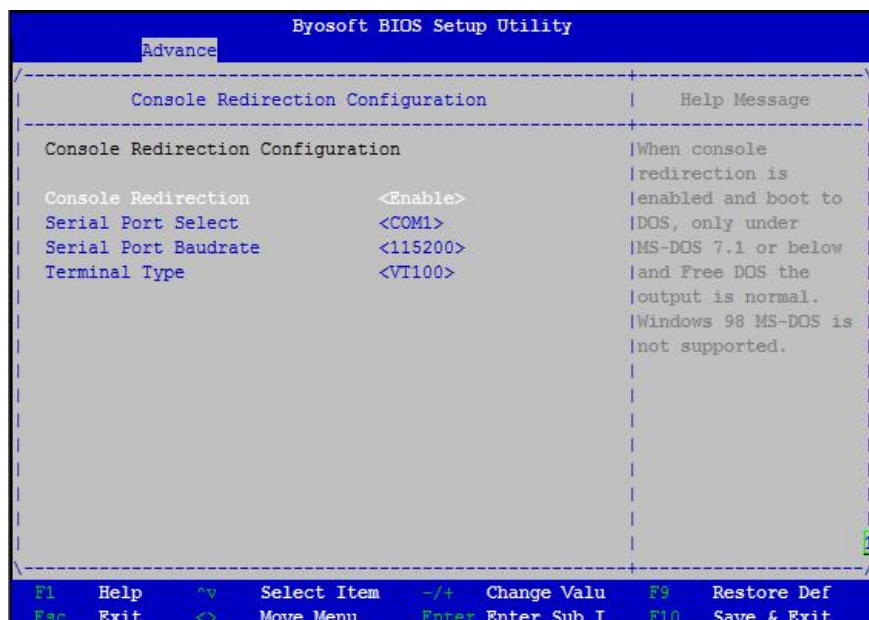 Byosoft BIOS Setup Utility
Advance
Console Redirection Configuration
Help Message
Console Redirection Configuration
Console Redirection <Enable>
Serial Port Select <COM1>
Serial Port Baudrate <115200>
Terminal Type <VT100>
When console
redirection is
enabled and boot to
DOS, only under
MS-DOS 7.1 or below
and Free DOS the
output is normal.
Windows 98 MS-DOS is
not supported.
F1 Help ^v Select Item -/+ Change Valu F9 Restore Def
Esc Exit <> Move Menu Enter Enter Sub I F10 Save & Exit